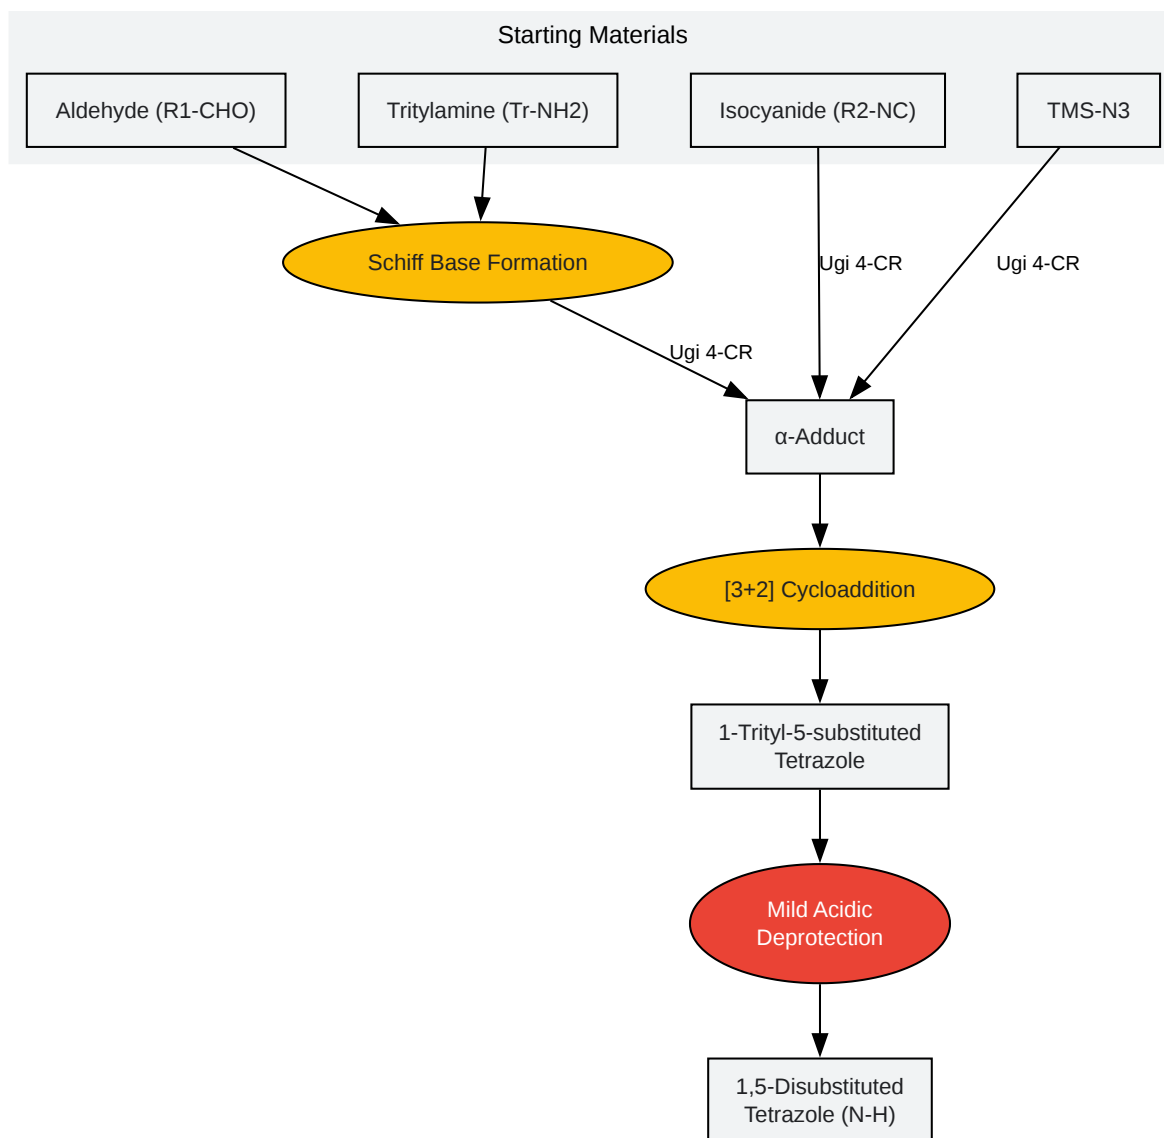 Starting Materials
Aldehyde (R1-CHO)
Tritylamine (Tr-NH2)
Isocyanide (R2-NC)
TMS-N3
Schiff Base Formation
Ugi 4-CR
Ugi 4-CR
Ugi 4-CR
α-Adduct
[3+2] Cycloaddition
1-Trityl-5-substituted
Tetrazole
Mild Acidic
Deprotection
1,5-Disubstituted
Tetrazole (N-H)